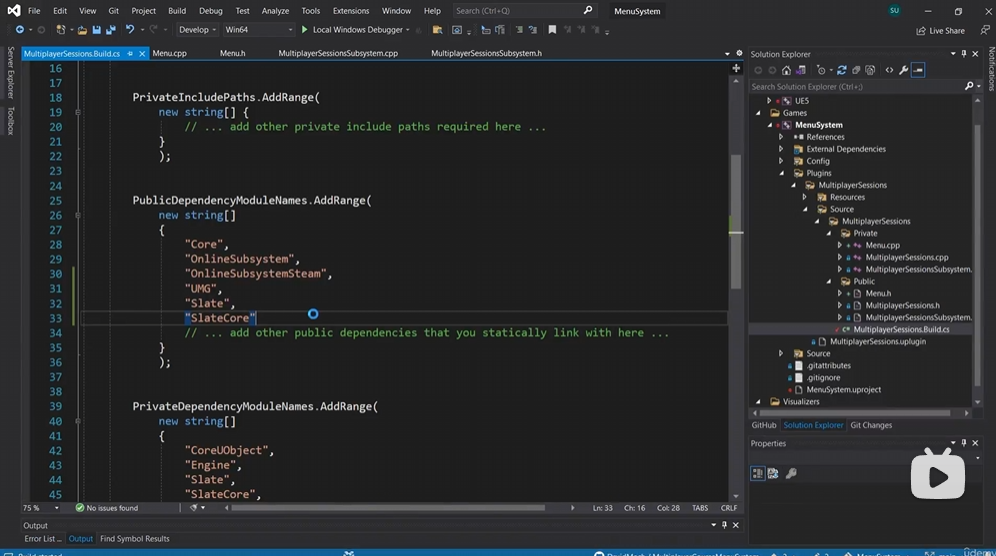 File Edit View Git Project Build Debug Test Analyze Tools Extensions Window Help Search (Ctrl+Q) MenuSystem SU
Develop Win64 Local Windows Debugger Live Share
MultiplayerSessions.Build.cs Menu.cpp Menu.h MultiplayerSessionsSubsystem.cpp MultiplayerSessionsSubsystem.h
Server Explorer
Toolbox
16
17
18 PrivateIncludePaths.AddRange(
19 new string[] {
20 // ... add other private include paths required here ...
21 }
22 );
23
24
25 PublicDependencyModuleNames.AddRange(
26 new string[]
27 {
28 "Core",
29 "OnlineSubsystem",
30 "OnlineSubsystemSteam",
31 "UMG",
32 "Slate",
33 "SlateCore"
34 // ... add other public dependencies that you statically link with here ...
35 }
36 );
37
38
39 PrivateDependencyModuleNames.AddRange(
40 new string[]
41 {
42 "CoreUObject",
43 "Engine",
44 "Slate",
45 "SlateCore",
75 % No issues found Ln: 33 Ch: 16 Col: 28 TABS CRLF
Output
Error List ... Output Find Symbol Results
Solution Explorer
Search Solution Explorer (Ctrl+;)
UE5
Games
MenuSystem
References
External Dependencies
Config
Plugins
MultiplayerSessions
Resources
Source
MultiplayerSessions
Private
Menu.cpp
MultiplayerSessions.cpp
MultiplayerSessionsSubsystem.
Public
Menu.h
MultiplayerSessions.h
MultiplayerSessionsSubsystem.
C# MultiplayerSessions.Build.cs
MultiplayerSessions.uplugin
Source
.gitattributes
.gitignore
MenuSystem.uproject
Visualizers
GitHub Solution Explorer Git Changes
Properties
Notifications